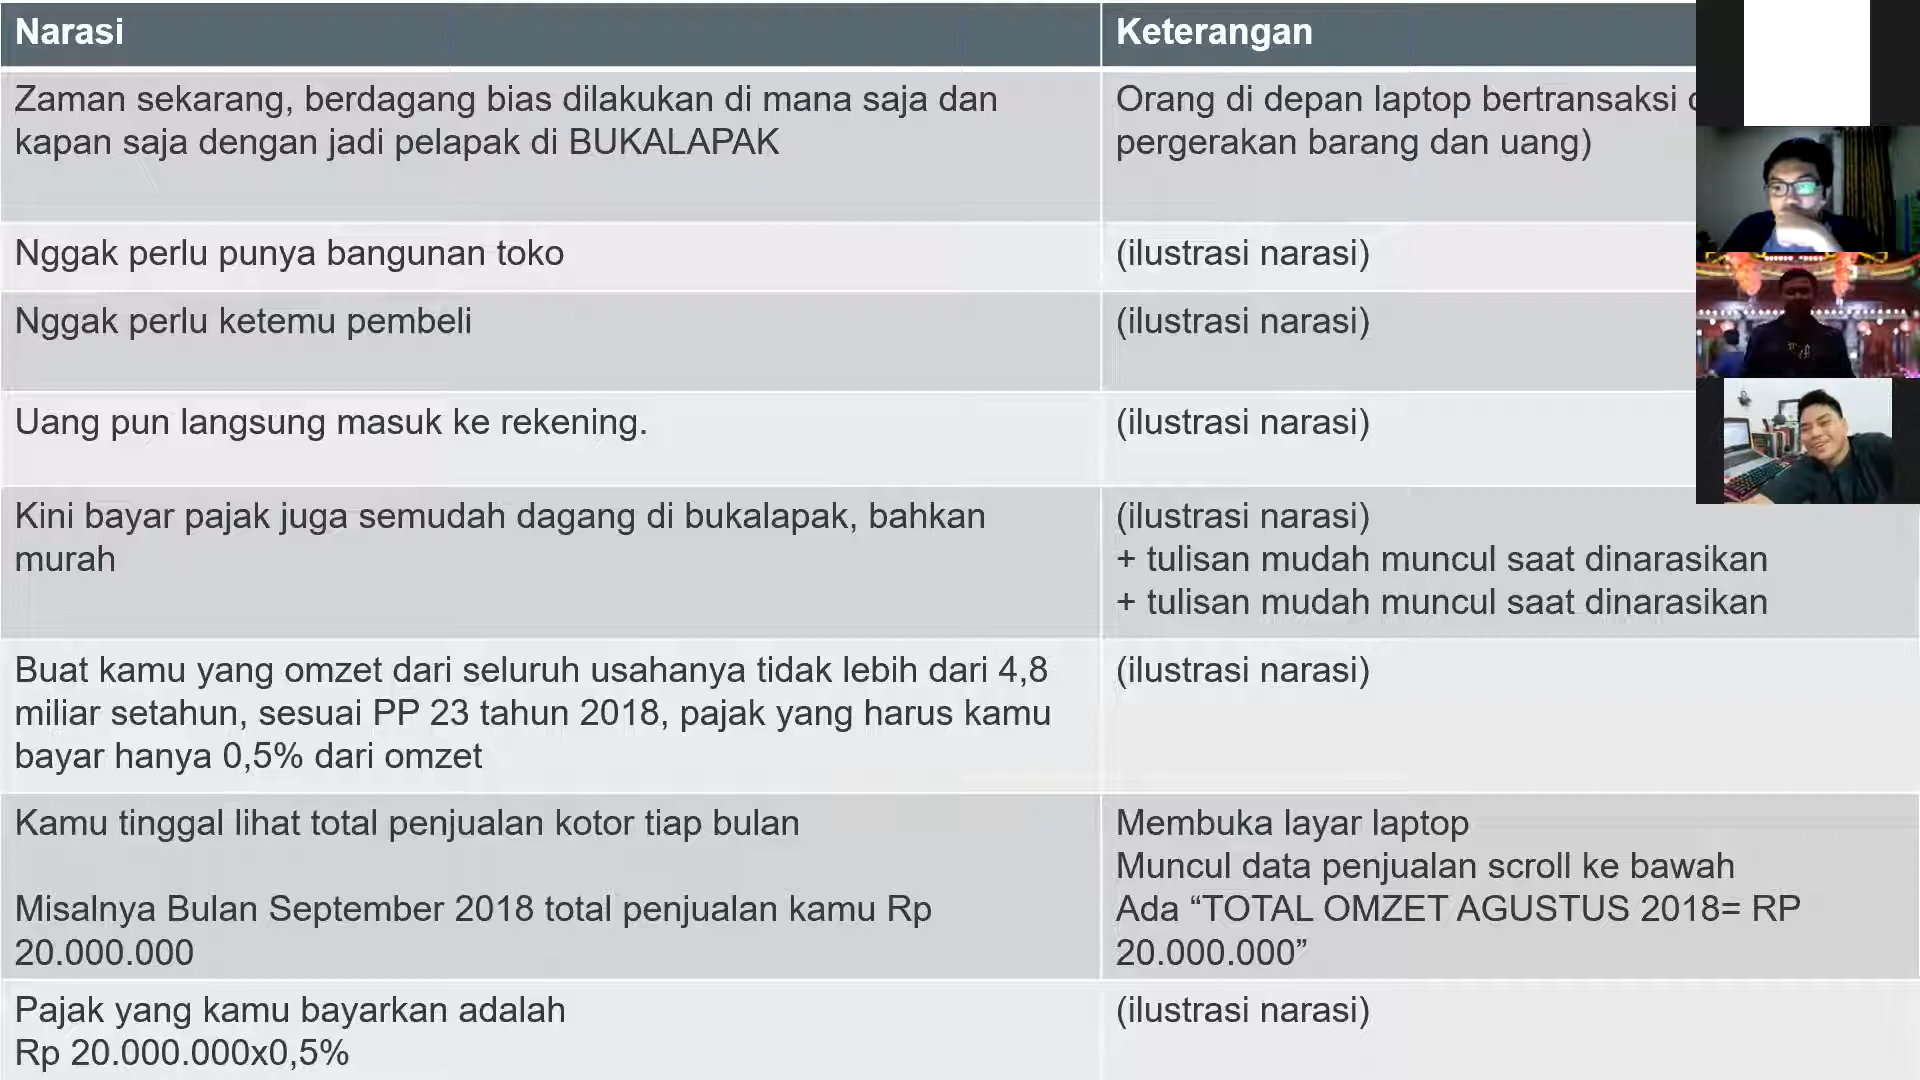 Narasi
Keterangan
Zaman sekarang, berdagang bias dilakukan di mana saja dan
kapan saja dengan jadi pelapak di BUKALAPAK
Orang di depan laptop bertransaksi
pergerakan barang dan uang)
Nggak perlu punya bangunan toko
(ilustrasi narasi)
Nggak perlu ketemu pembeli
(ilustrasi narasi)
Uang pun langsung masuk ke rekening.
(ilustrasi narasi)
Kini bayar pajak juga semudah dagang di bukalapak, bahkan
murah
(ilustrasi narasi)
+ tulisan mudah muncul saat dinarasikan
+ tulisan mudah muncul saat dinarasikan
Buat kamu yang omzet dari seluruh usahanya tidak lebih dari 4,8
miliar setahun, sesuai PP 23 tahun 2018, pajak yang harus kamu
bayar hanya 0,5% dari omzet
(ilustrasi narasi)
Kamu tinggal lihat total penjualan kotor tiap bulan
Misalnya Bulan September 2018 total penjualan kamu Rp
20.000.000
Membuka layar laptop
Muncul data penjualan scroll ke bawah
Ada “TOTAL OMZET AGUSTUS 2018= RP
20.000.000”
Pajak yang kamu bayarkan adalah
Rp 20.000.000x0,5%
(ilustrasi narasi)